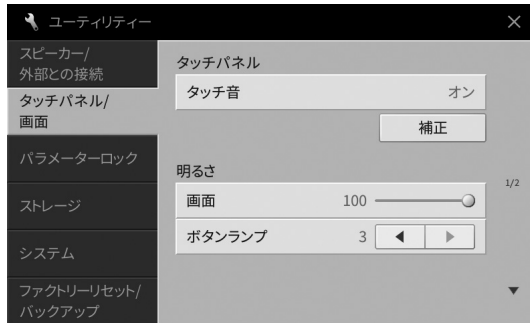 ユーティリティー
スピーカー/
外部との接続
タッチパネル/
画面
パラメーターロック
ストレージ
システム
ファクトリーリセット/
バックアップ
タッチパネル
タッチ音 オン
補正
明るさ
画面 100
ボタンランプ 3
1/2